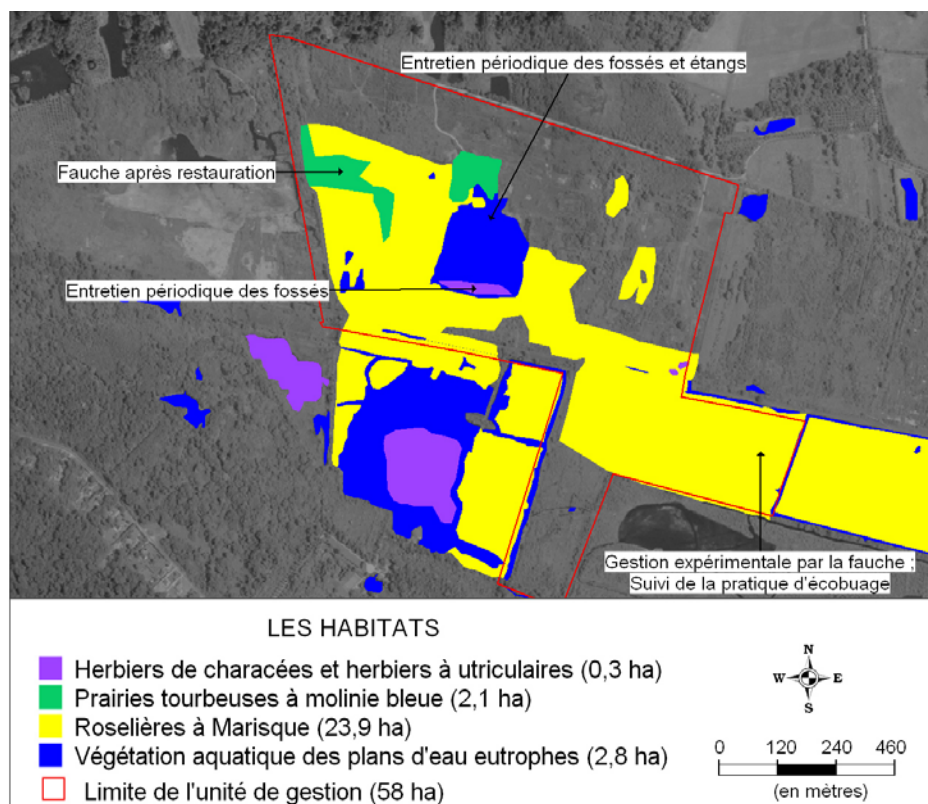 Entretien périodique des fossés et étangs
Fauche après restauration
Entretien périodique des fossés
Gestion expérimentale par la fauche ;
Suivi de la pratique d'écobuage
LES HABITATS
Herbiers de characées et herbiers à utriculaires (0,3 ha)
Prairies tourbeuses à molinie bleue (2,1 ha)
Roselières à Marisque (23,9 ha)
Végétation aquatique des plans d'eau eutrophes (2,8 ha)
Limite de l'unité de gestion (58 ha)
N
W E
S
0 120 240 460
(en mètres)